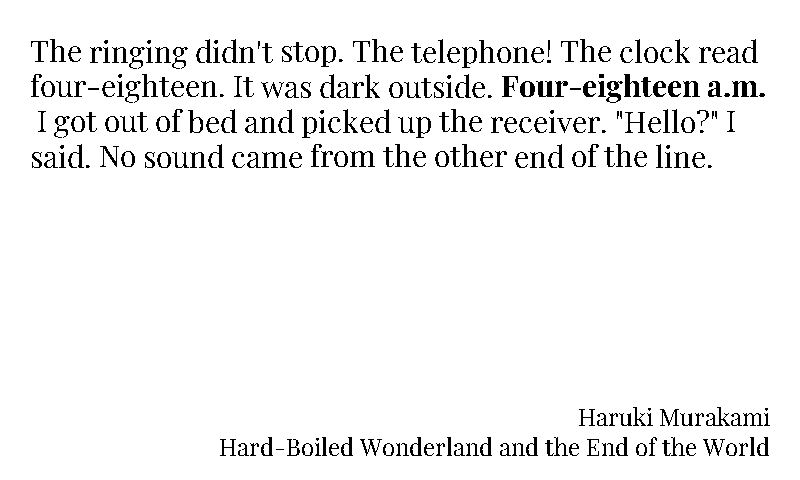 The ringing didn't stop. The telephone! The clock read
four-eighteen. It was dark outside. Four-eighteen a.m.
I got out of bed and picked up the receiver. "Hello?" I
said. No sound came from the other end of the line.
Haruki Murakami
Hard-Boiled Wonderland and the End of the World